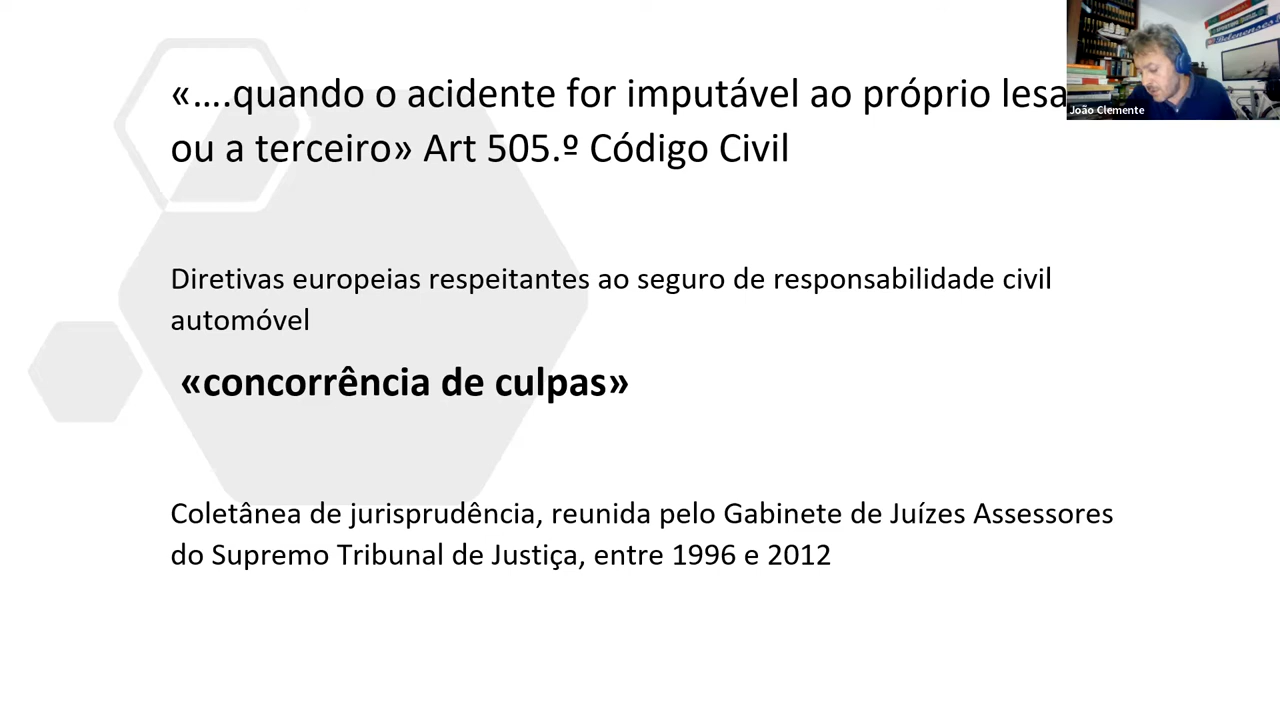 «....quando o acidente for imputável ao próprio lesa
ou a terceiro» Art 505.º Código Civil
Diretivas europeias respeitantes ao seguro de responsabilidade civil
automóvel
«concorrência de culpas»
Coletânea de jurisprudência, reunida pelo Gabinete de Juízes Assessores
do Supremo Tribunal de Justiça, entre 1996 e 2012
João Clemente
Belenenses